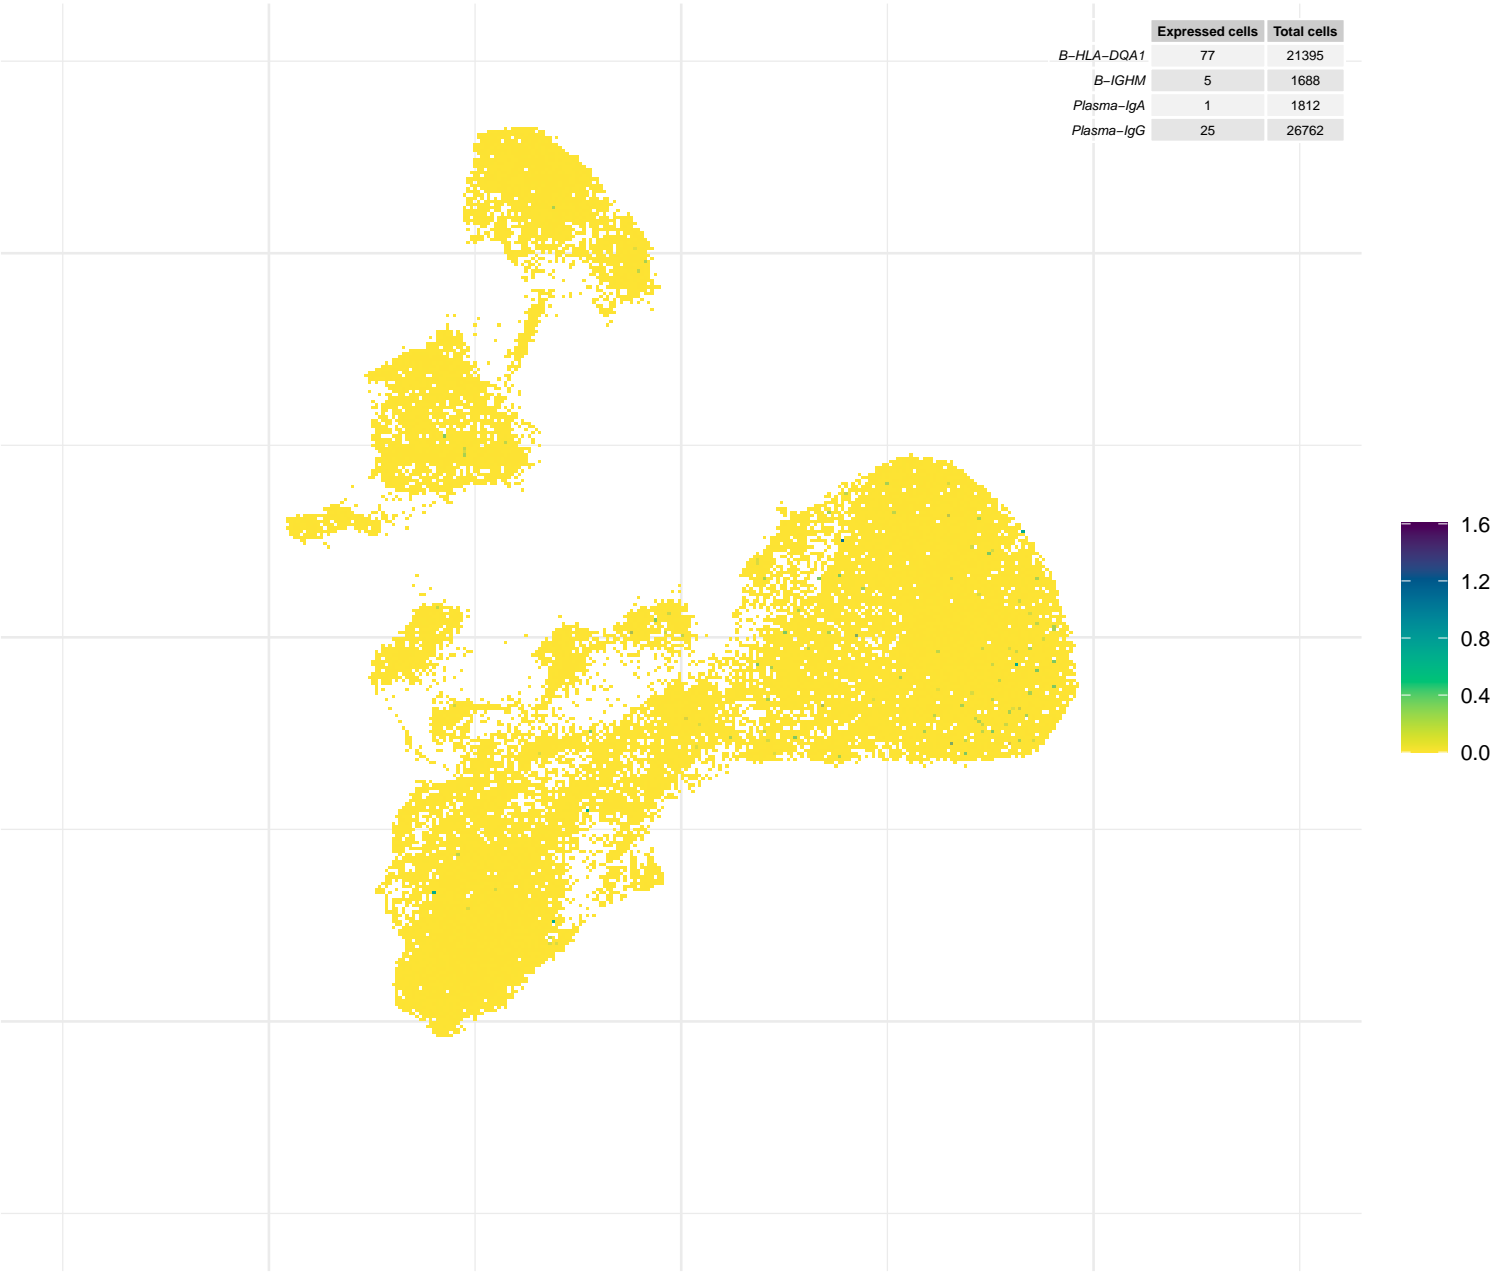 Expressed cells Total cells
B−HLA−DQA1 77 21395
B−IGHM 5 1688
Plasma−IgA 1 1812
Plasma−IgG 25 26762
1.6
1.2
0.8
0.4
0.0